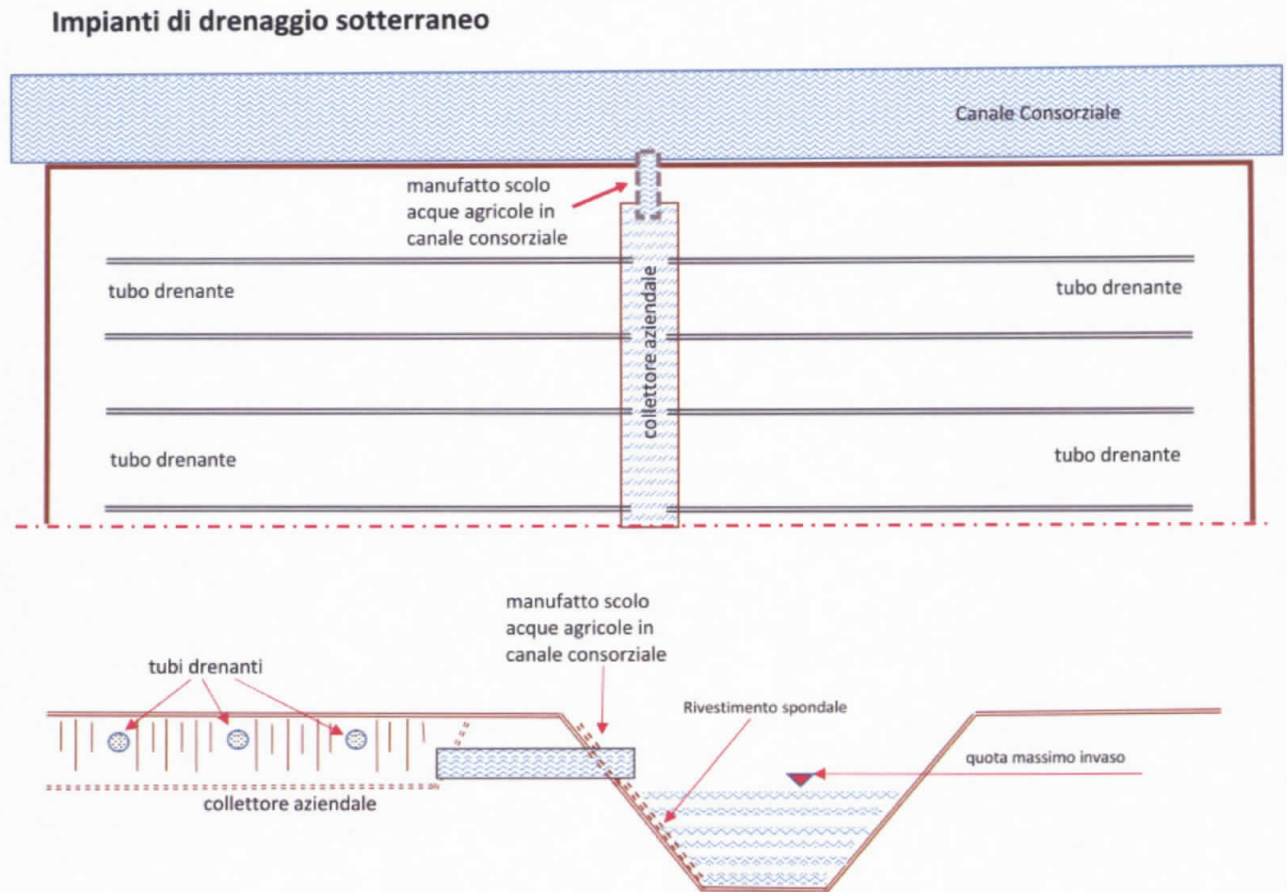 Impianti di drenaggio sotterraneo
Canale Consorziale
manufatto scolo
acque agricole in
canale consorziale
collettore aziendale
tubo drenante
tubo drenante
tubo drenante
tubo drenante
manufatto scolo
acque agricole in
canale consorziale
tubi drenanti
Rivestimento spondale
quota massimo invaso
collettore aziendale